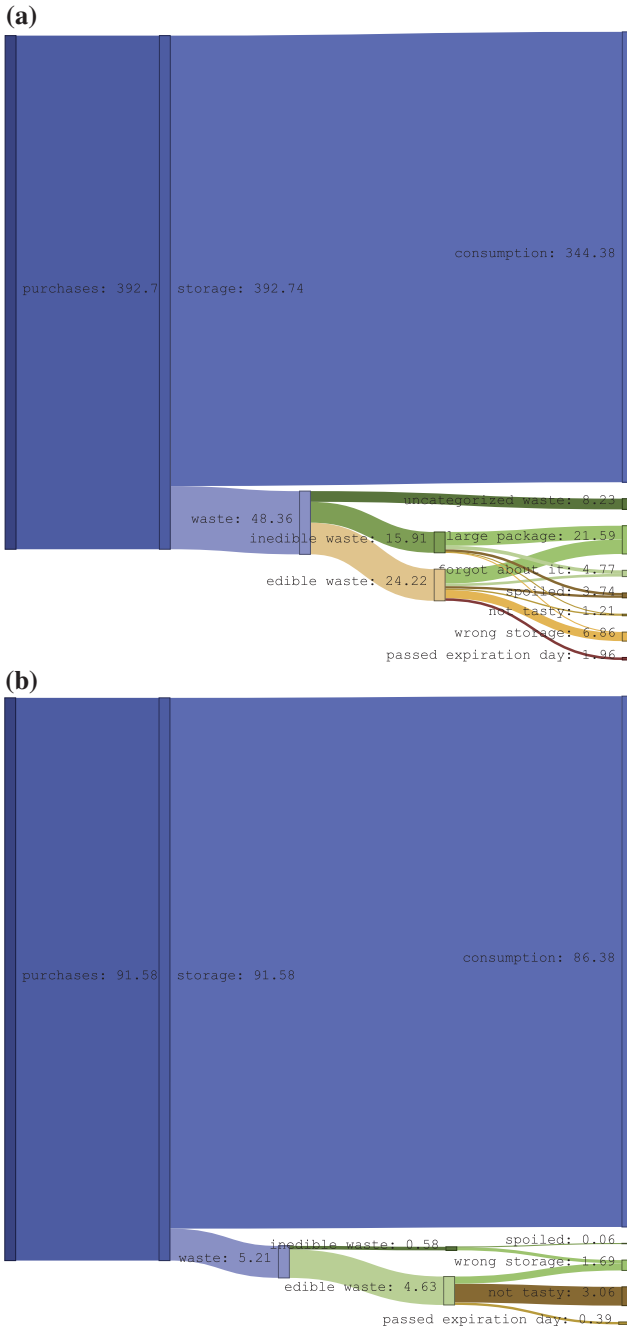 (a)
consumption: 344.38
purchases: 392.7
storage: 392.74
uncategorized waste: 8.23
waste: 48.36
inedible waste: 15.91
large package: 21.59
forgot about it: 4.77
edible waste: 24.22
spoiled: 3.74
not tasty: 1.21
wrong storage: 6.86
passed expiration day: 1.96
(b)
consumption: 86.38
purchases: 91.58
storage: 91.58
spoiled: 0.06
inedible waste: 0.58
waste: 5.21
wrong storage: 1.69
edible waste: 4.63
not tasty: 3.06
passed expiration day: 0.39